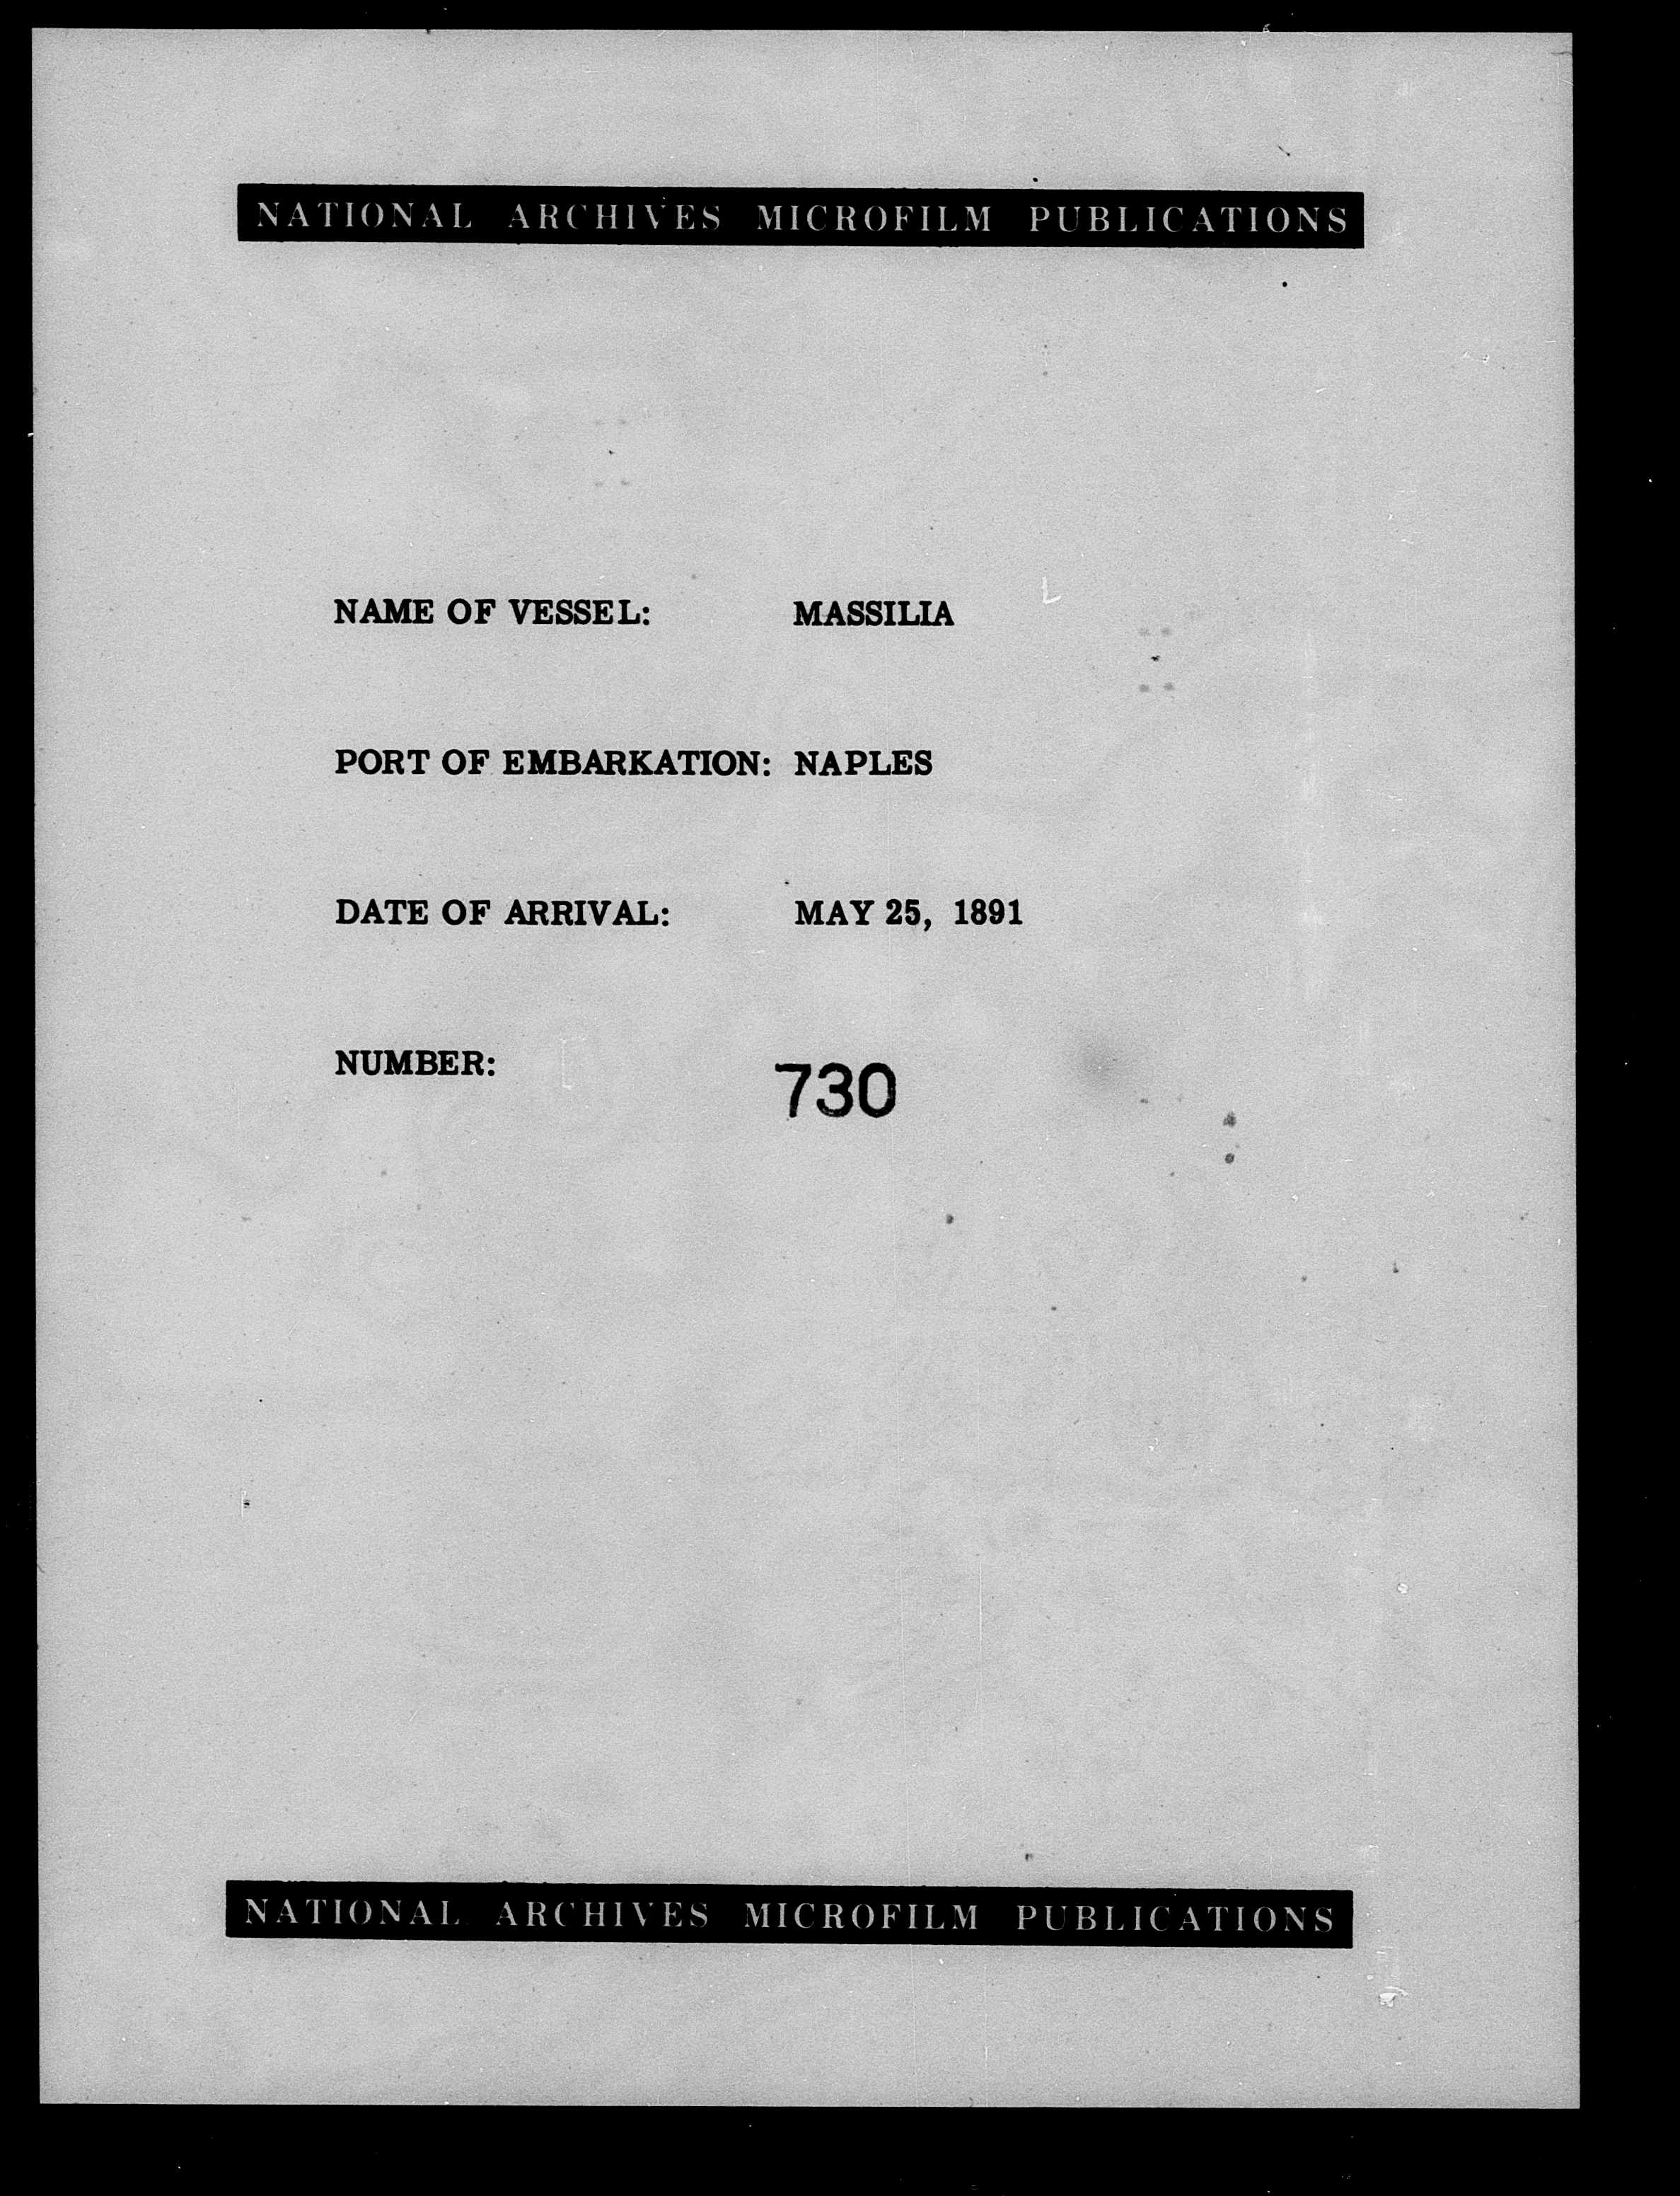 NATIONAL ARCHIVES MICROFILM PUBLICATIONS
NAME OF VESSEL: MASSILIA
PORT OF EMBARKATION: NAPLES
DATE OF ARRIVAL: MAY 25, 1891
NUMBER: 730
NATIONAL ARCHIVES MICROFILM PUBLICATIONS